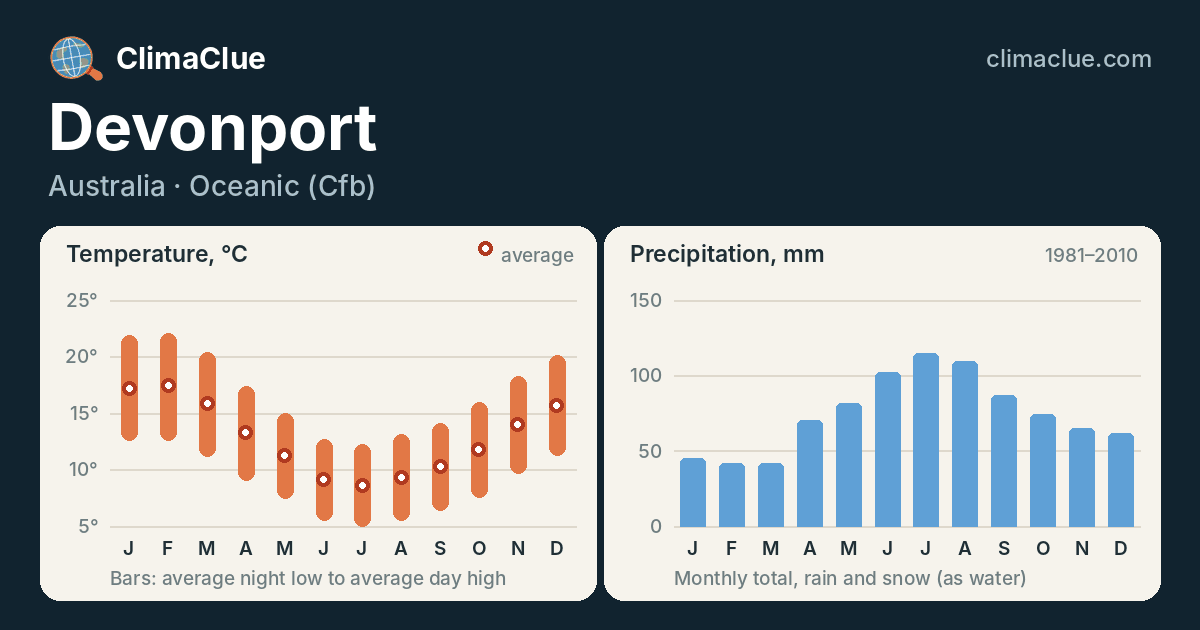 ClimaClue
climaclue.com
Devonport
Australia · Oceanic (Cfb)
Temperature, °C
average
25°
20°
15°
10°
5°
J F M A M J J A S O N D
Bars: average night low to average day high
Precipitation, mm
1981–2010
150
100
50
0
J F M A M J J A S O N D
Monthly total, rain and snow (as water)